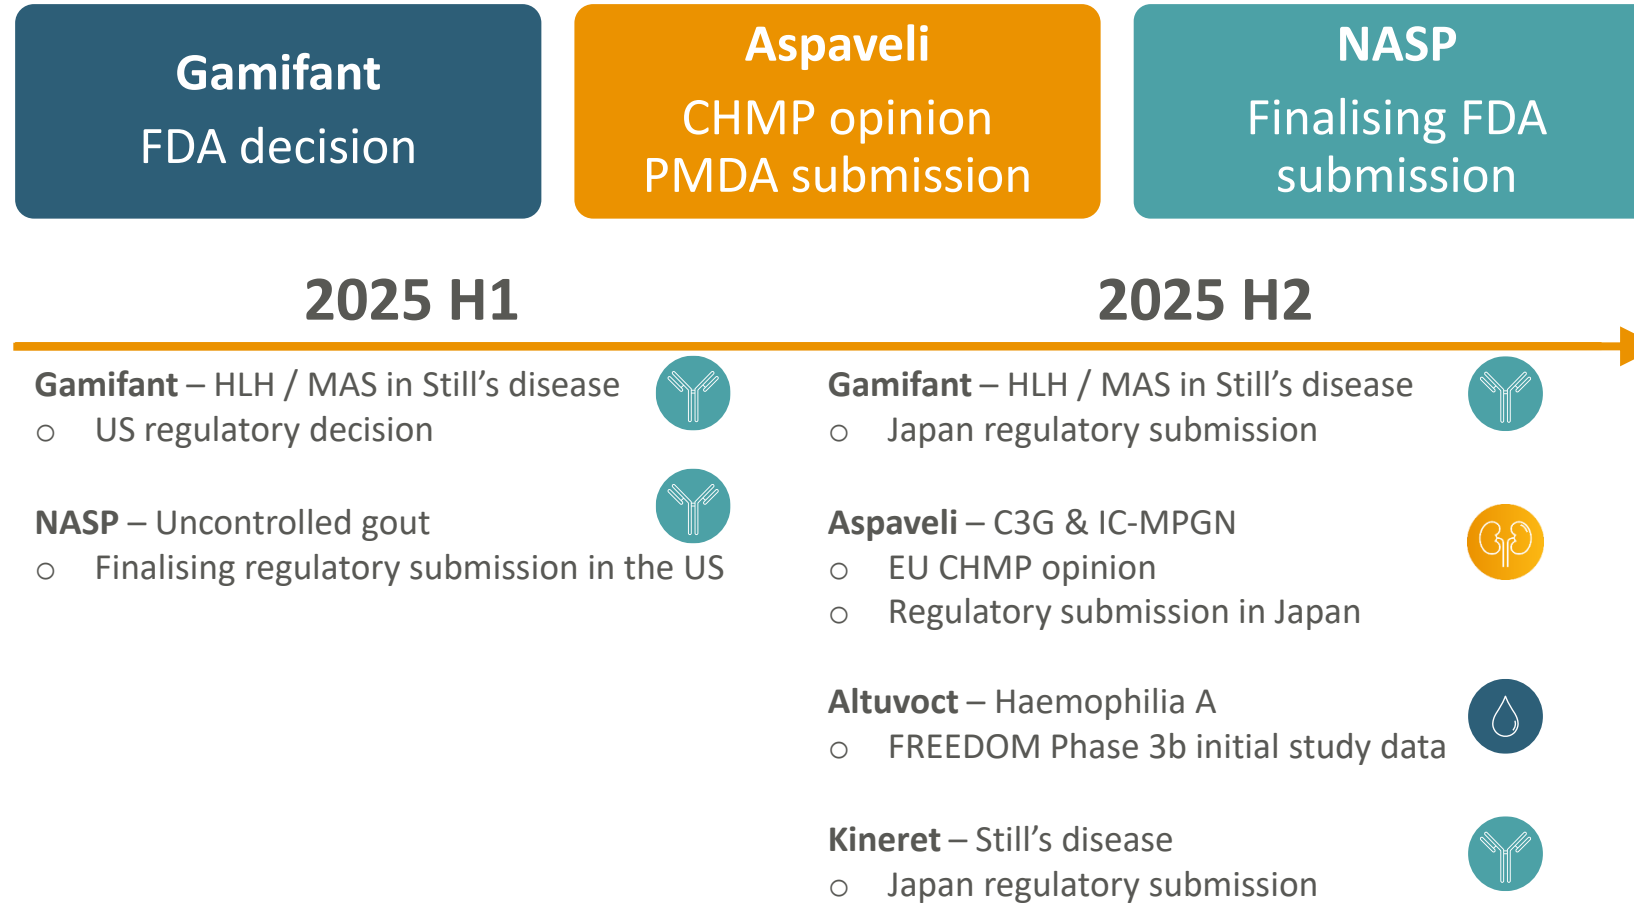 Gamifant
FDA decision
Aspaveli
CHMP opinion
PMDA submission
NASP
Finalising FDA
submission
2025 H1
2025 H2
Gamifant – HLH / MAS in Still’s disease
o US regulatory decision
NASP – Uncontrolled gout
o Finalising regulatory submission in the US
Gamifant – HLH / MAS in Still’s disease
o Japan regulatory submission
Aspaveli – C3G & IC-MPGN
o EU CHMP opinion
o Regulatory submission in Japan
Altuvoct – Haemophilia A
o FREEDOM Phase 3b initial study data
Kineret – Still’s disease
o Japan regulatory submission